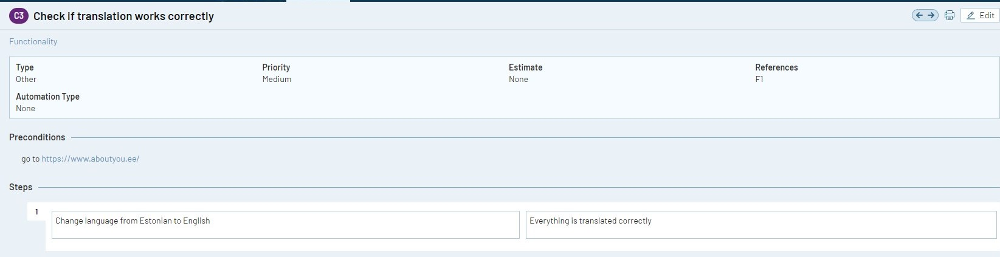 C3 Check if translation works correctly
Edit
Functionality
Type Priority Estimate References
Other Medium None F1
Automation Type
None
Preconditions
go to https://www.aboutyou.ee/
Steps
1
Change language from Estonian to English Everything is translated correctly